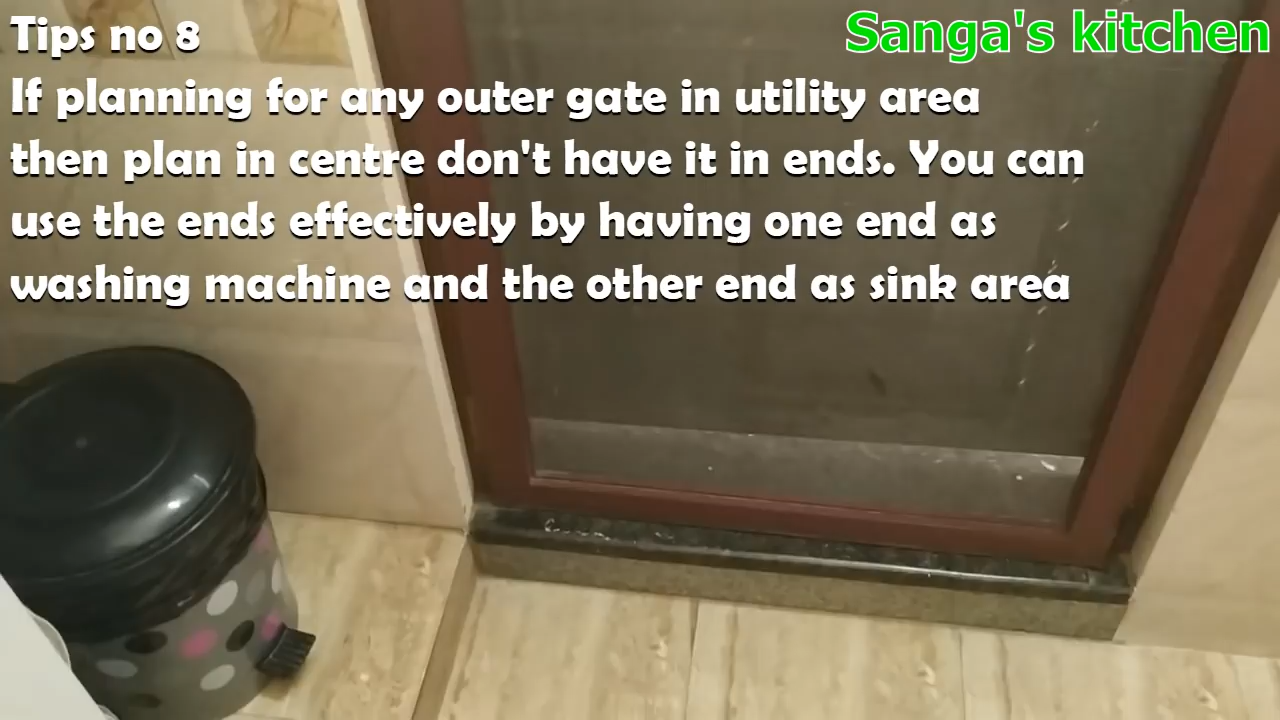 Tips no 8
Sanga's kitchen
If planning for any outer gate in utility area
then plan in centre don't have it in ends. You can
use the ends effectively by having one end as
washing machine and the other end as sink area